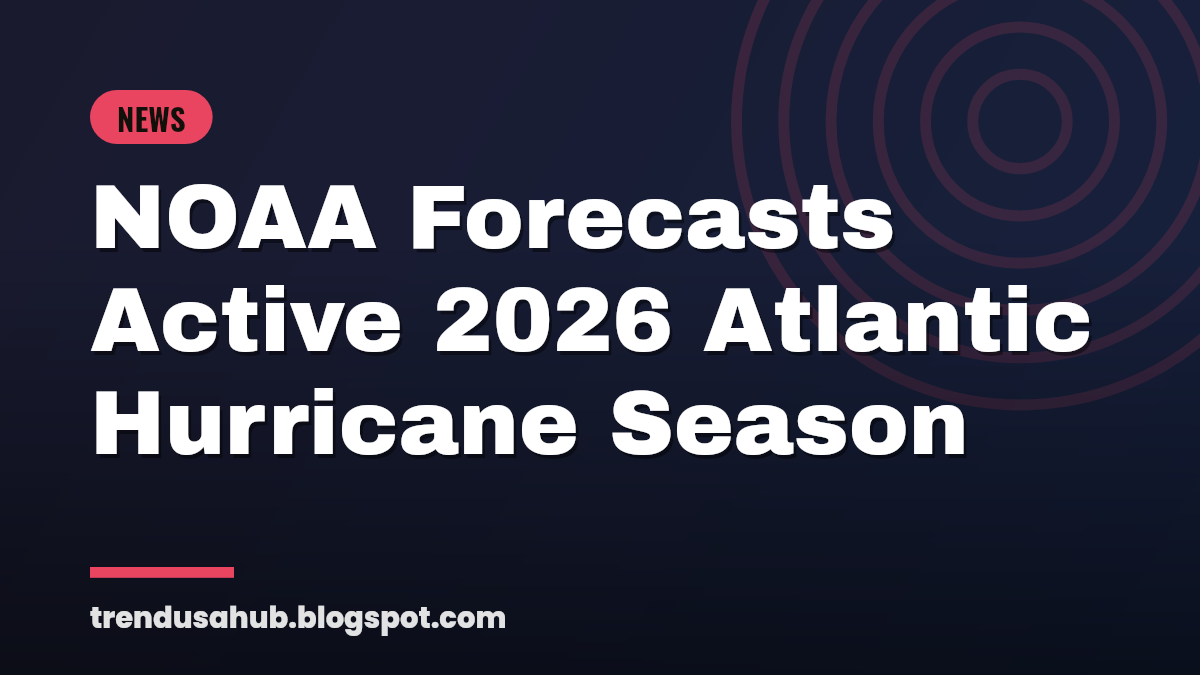 NEWS
NOAA Forecasts
Active 2026 Atlantic
Hurricane Season
trendusahub.blogspot.com